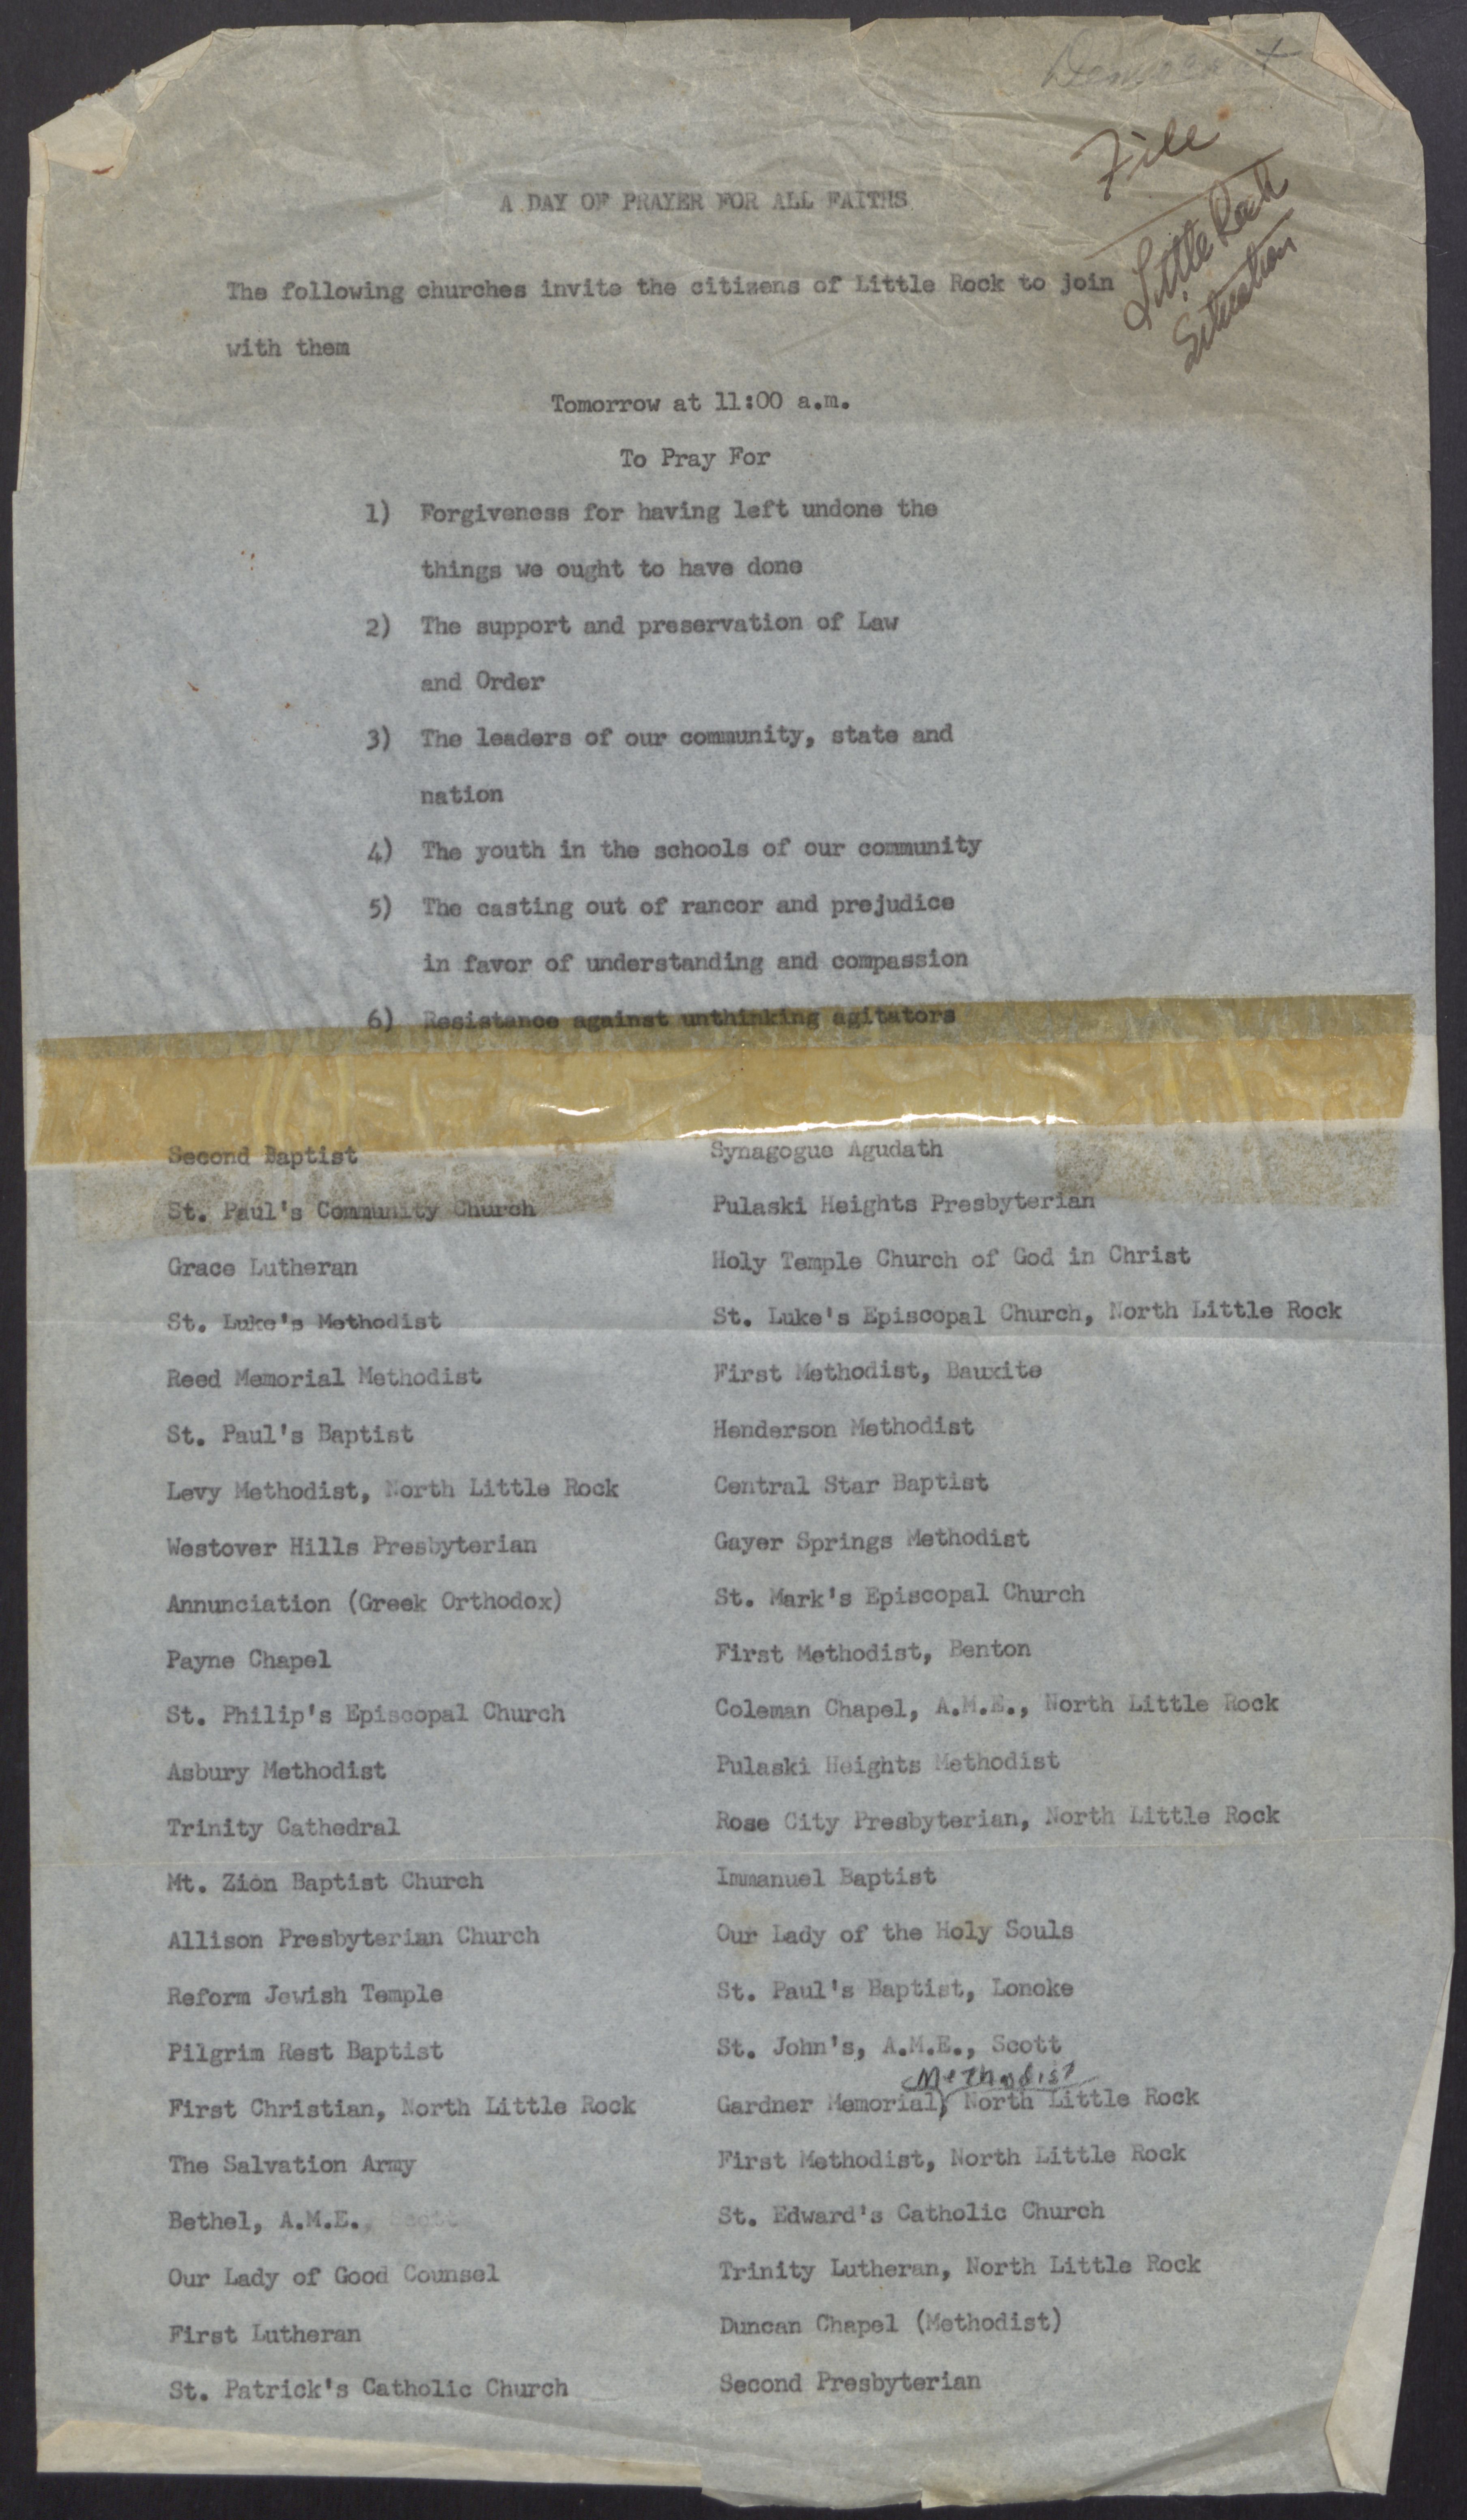 File
Little Rock
Situation
A DAY OF PRAYER FOR ALL FAITHS
The following churches invite the citizens of Little Rock to join
with them
Tomorrow at 11:00 a.m.
To Pray For
1) Forgiveness for having left undone the
things we ought to have done
2) The support and preservation of Law
and Order
3) The leaders of our community, state and
nation
4) The youth in the schools of our community
5) The casting out of rancor and prejudice
in favor of understanding and compassion
6) Resistance against unthinking agitators
Second Baptist
St. Paul's Community Church
Grace Lutheran
St. Luke's Methodist
Reed Memorial Methodist
St. Paul's Baptist
Levy Methodist, North Little Rock
Westover Hills Presbyterian
Annunciation (Greek Orthodox)
Payne Chapel
St. Philip's Episcopal Church
Asbury Methodist
Trinity Cathedral
Mt. Zion Baptist Church
Allison Presbyterian Church
Reform Jewish Temple
Pilgrim Rest Baptist
First Christian, North Little Rock
The Salvation Army
Bethel, A.M.E.,
Our Lady of Good Counsel
First Lutheran
St. Patrick's Catholic Church
Synagogue Agudath
Pulaski Heights Presbyterian
Holy Temple Church of God in Christ
St. Luke's Episcopal Church, North Little Rock
First Methodist, Bauxite
Henderson Methodist
Central Star Baptist
Gayer Springs Methodist
St. Mark's Episcopal Church
First Methodist, Benton
Coleman Chapel, A.M.E., North Little Rock
Pulaski Heights Methodist
Rose City Presbyterian, North Little Rock
Immanuel Baptist
Our Lady of the Holy Souls
St. Paul's Baptist, Lonoke
St. John's, A.M.E., Scott
Methodist
Gardner Memorial, North Little Rock
First Methodist, North Little Rock
St. Edward's Catholic Church
Trinity Lutheran, North Little Rock
Duncan Chapel (Methodist)
Second Presbyterian